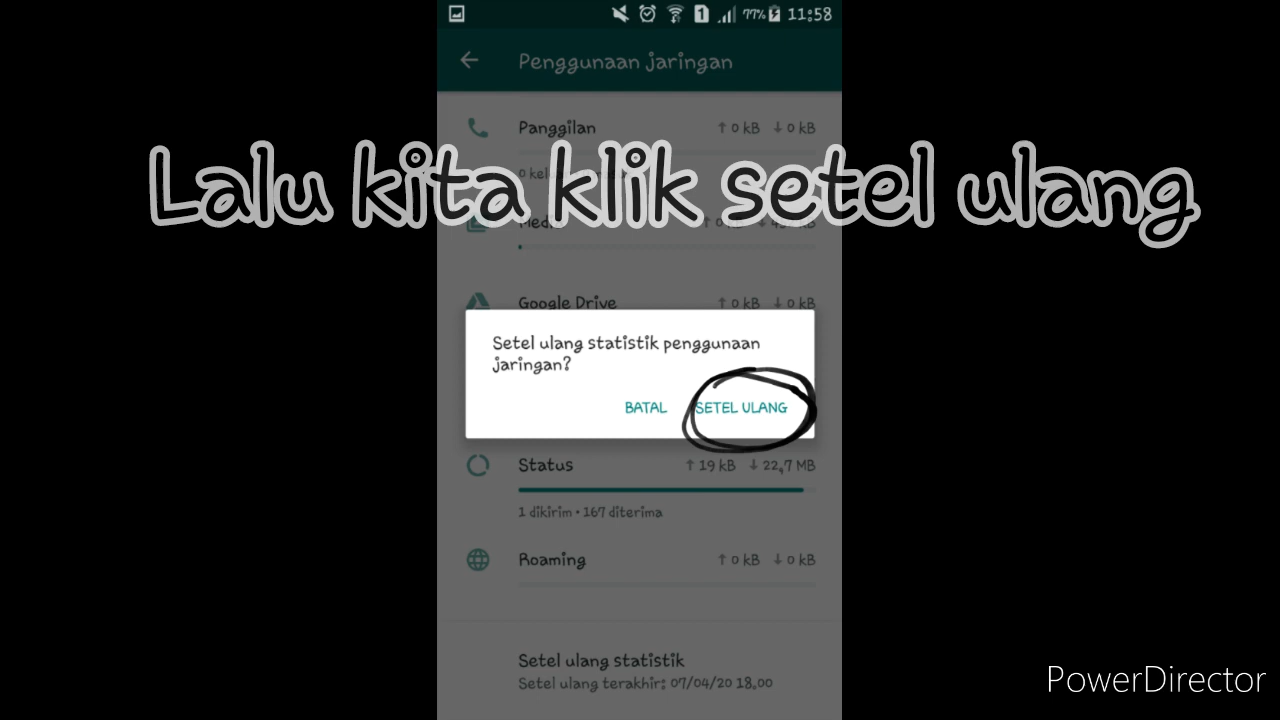 1 77% 11:58
Penggunaan jaringan
Panggilan ↑ 0 kB ↓ 0 kB
Lalu kita klik setel ulang
Google Drive ↑ 0 kB ↓ 0 kB
Setel ulang statistik penggunaan
jaringan?
BATAL SETEL ULANG
Status ↑ 19 kB ↓ 22,7 MB
1 dikirim • 167 diterima
Roaming ↑ 0 kB ↓ 0 kB
Setel ulang statistik
Setel ulang terakhir: 07/04/20 18.00
PowerDirector